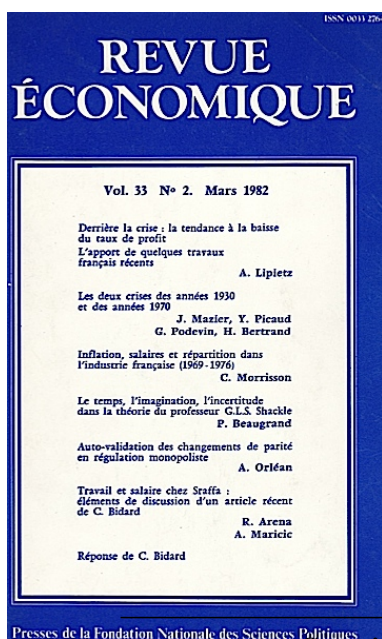 ISSN 0033 276
REVUE
ÉCONOMIQUE
Vol. 33 Nº 2. Mars 1982
Derrière la crise : la tendance à la baisse
du taux de profit
L'apport de quelques travaux
français récents
A. Lipietz
Les deux crises des années 1930
et des années 1970
J. Mazier, Y. Picaud
G. Podevin, H. Bertrand
Inflation, salaires et répartition dans
l'industrie française (1969-1976)
C. Morrisson
Le temps, l'imagination, l'incertitude
dans la théorie du professeur G.L.S. Shackle
P. Beaugrand
Auto-validation des changements de parité
en régulation monopoliste
A. Orléan
Travail et salaire chez Sraffa :
éléments de discussion d'un article récent
de C. Bidard
R. Arena
A. Maricic
Réponse de C. Bidard
Presses de la Fondation Nationale des Sciences Politiques